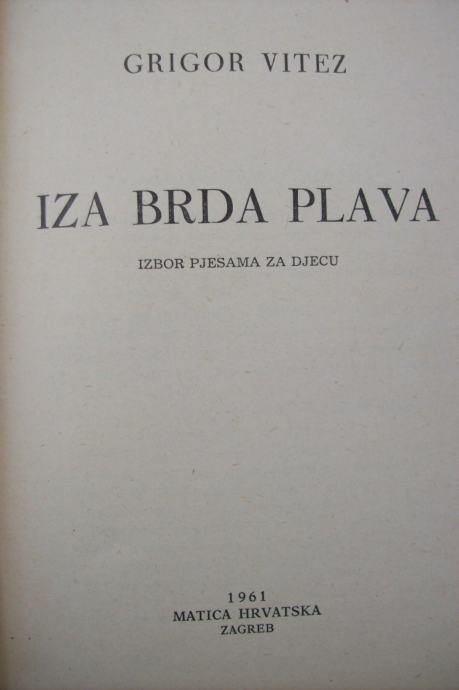 GRIGOR VITEZ
IZA BRDA PLAVA
IZBOR PJESAMA ZA DJECU
1961
MATICA HRVATSKA
ZAGREB